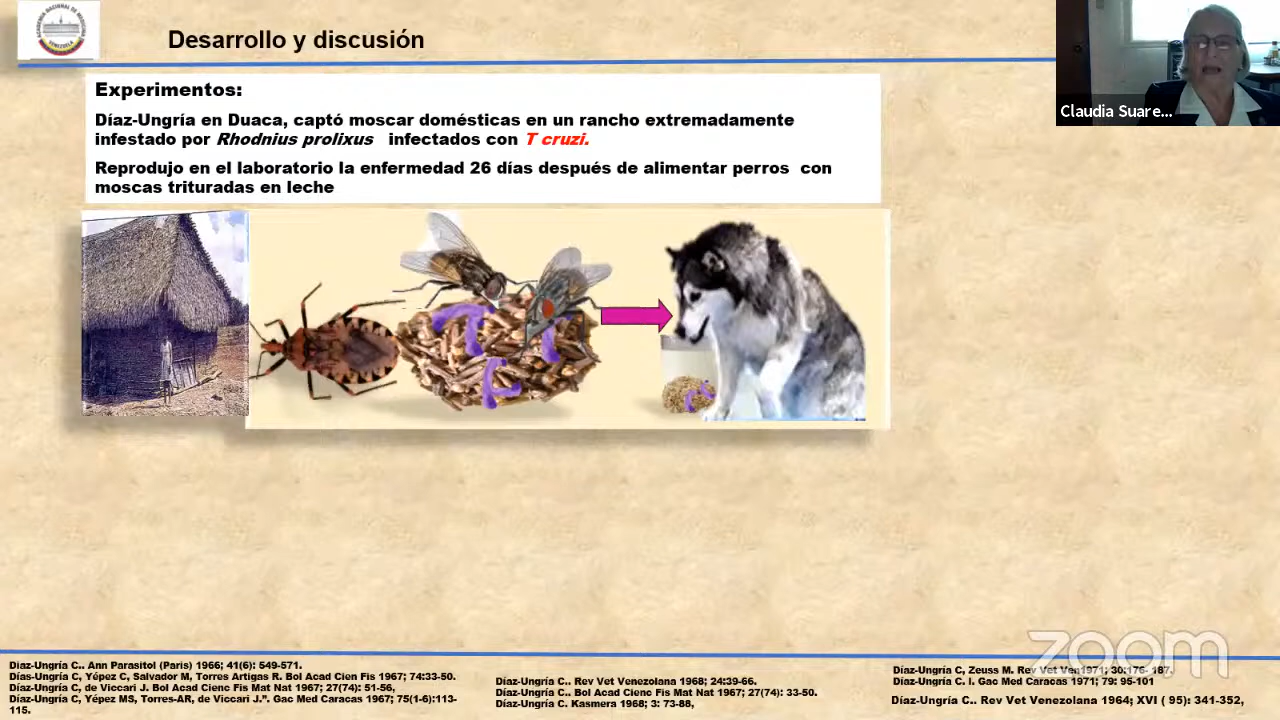 Desarrollo y discusión
ACADEMIA NACIONAL DE MEDICINA
VENEZUELA
Claudia Suare...
Experimentos:
Díaz-Ungría en Duaca, captó moscar domésticas en un rancho extremadamente
infestado por Rhodnius prolixus infectados con T cruzi.
Reprodujo en el laboratorio la enfermedad 26 días después de alimentar perros con
moscas trituradas en leche
zoom
Díaz-Ungría C.. Ann Parasitol (Paris) 1966; 41(6): 549-571.
Días-Ungría C, Yépez C, Salvador M, Torres Artigas R. Bol Acad Cien Fis 1967; 74:33-50.
Díaz-Ungría C, de Viccari J. Bol Acad Cienc Fis Mat Nat 1967; 27(74): 51-56,
Díaz-Ungría C, Yépez MS, Torres-AR, de Viccari J.”. Gac Med Caracas 1967; 75(1-6):113-
115.
Díaz-Ungría C.. Rev Vet Venezolana 1968; 24:39-66.
Díaz-Ungría C.. Bol Acad Cienc Fis Mat Nat 1967; 27(74): 33-50.
Díaz-Ungría C. Kasmera 1968; 3: 73-88,
Díaz-Ungría C, Zeuss M. Rev Vet Ven1971; 30:176- 187.
Díaz-Ungría C. I. Gac Med Caracas 1971; 79: 95-101
Díaz-Ungría C.. Rev Vet Venezolana 1964; XVI ( 95): 341-352,